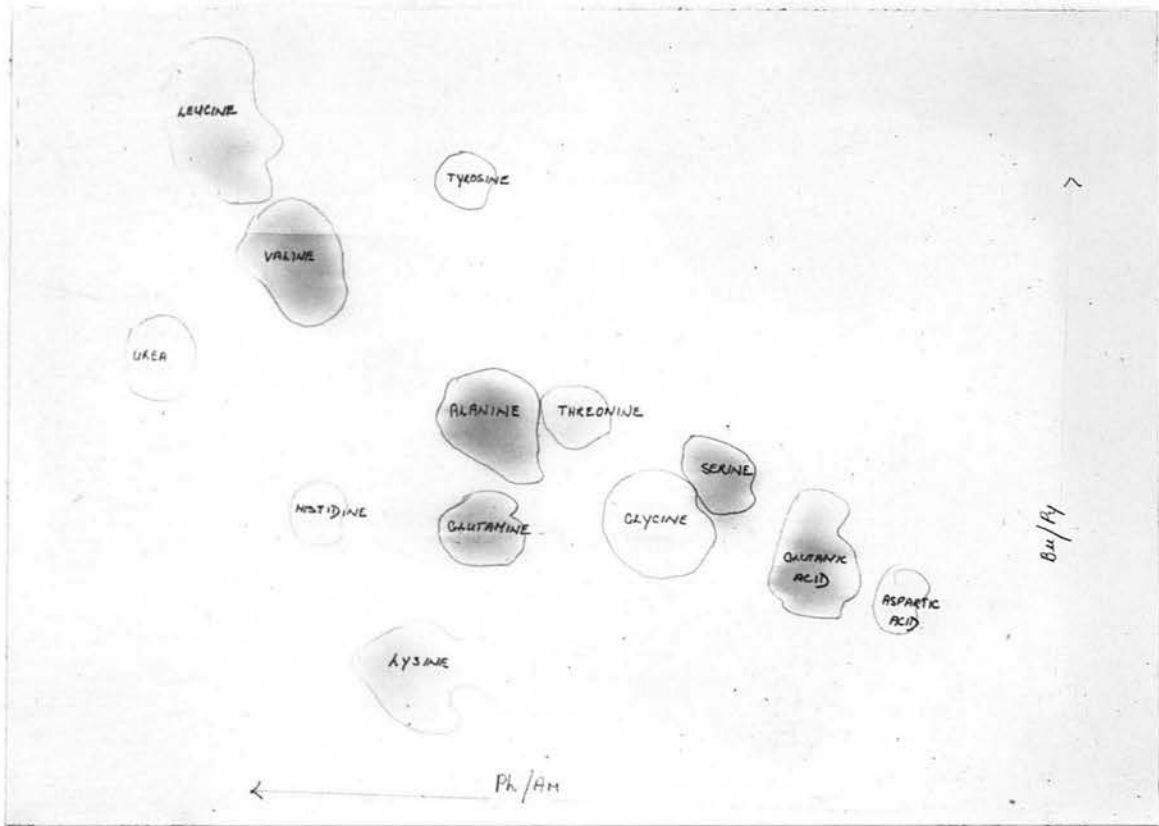 LEUCINE
TYROSINE
VALINE
UREA
ALANINE
THREONINE
SERINE
HISTIDINE
GLUTAMINE
GLYCINE
GLUTAMIC
ACID
ASPARTIC
ACID
LYSINE
Bu/Py
Ph/Am